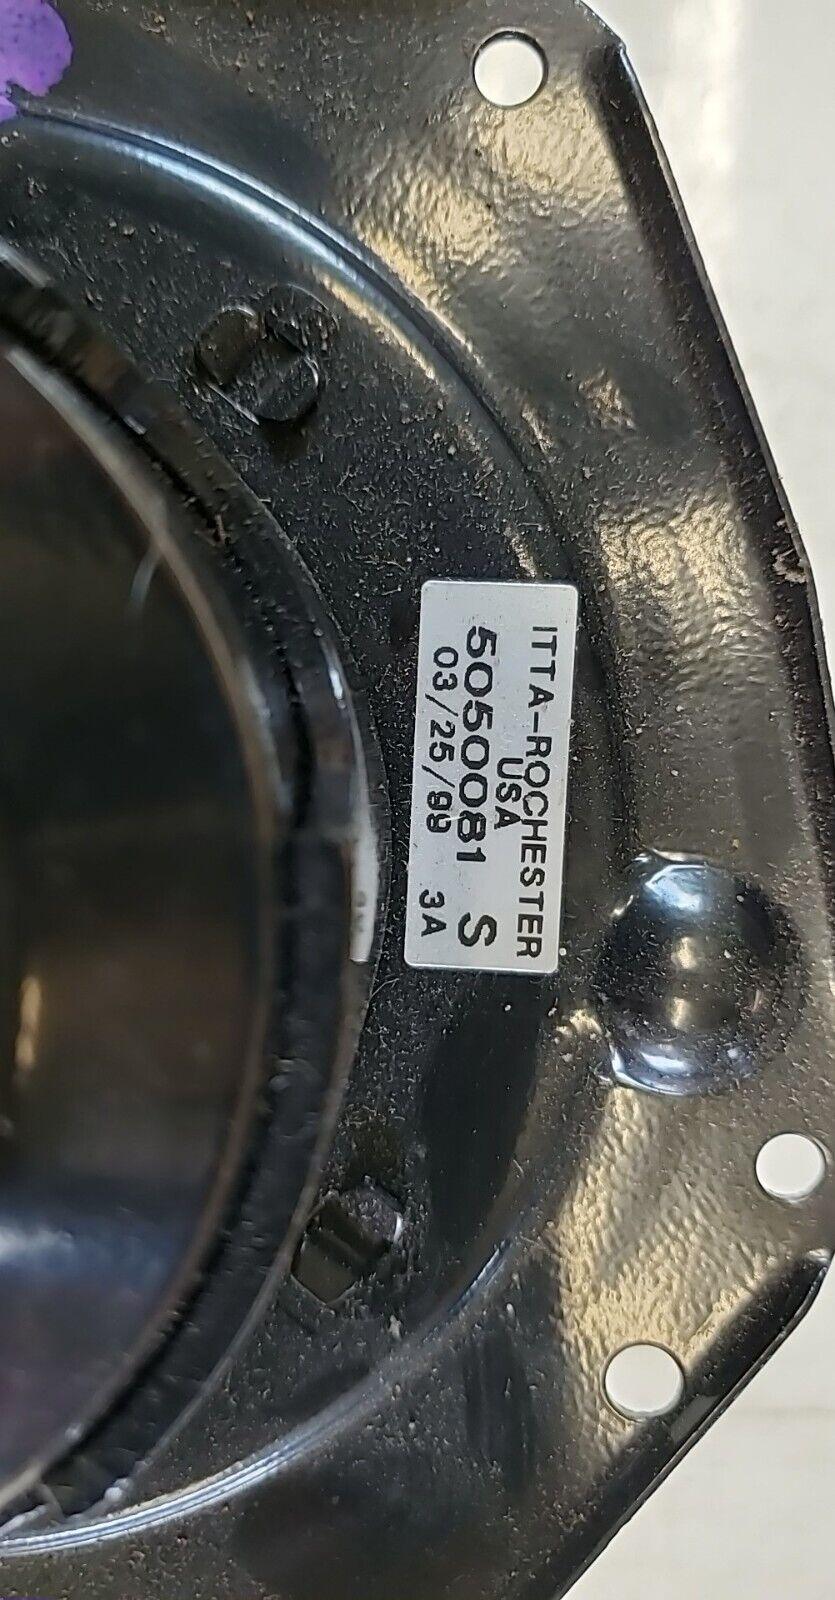 ITTA-ROCHESTER
USA
5050081 S
03/25/99 3A